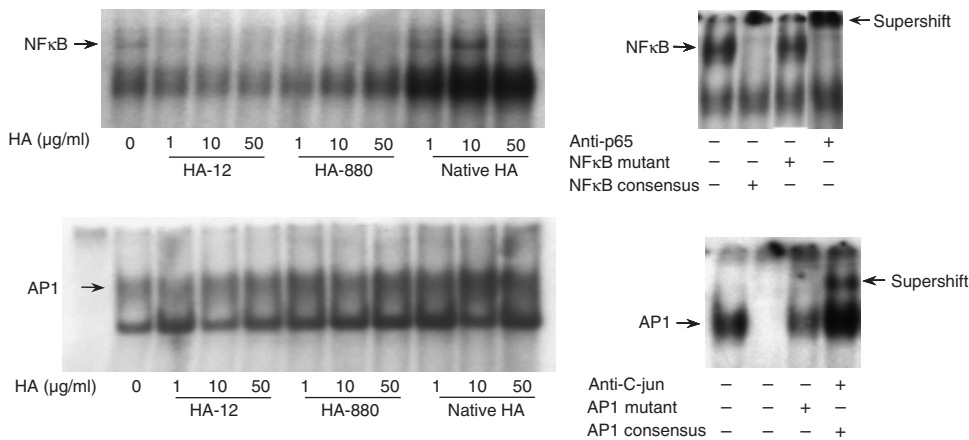 NFκB
HA (μg/ml)
0 1 10 50 1 10 50 1 10 50
HA-12 HA-880 Native HA
Supershift
NFκB
Anti-p65 – – – +
NFκB mutant – – + –
NFκB consensus – + – –
AP1
HA (μg/ml) 0 1 10 50 1 10 50 1 10 50
HA-12 HA-880 Native HA
Supershift
AP1
Anti-C-jun – – – +
AP1 mutant – – + –
AP1 consensus – – – +